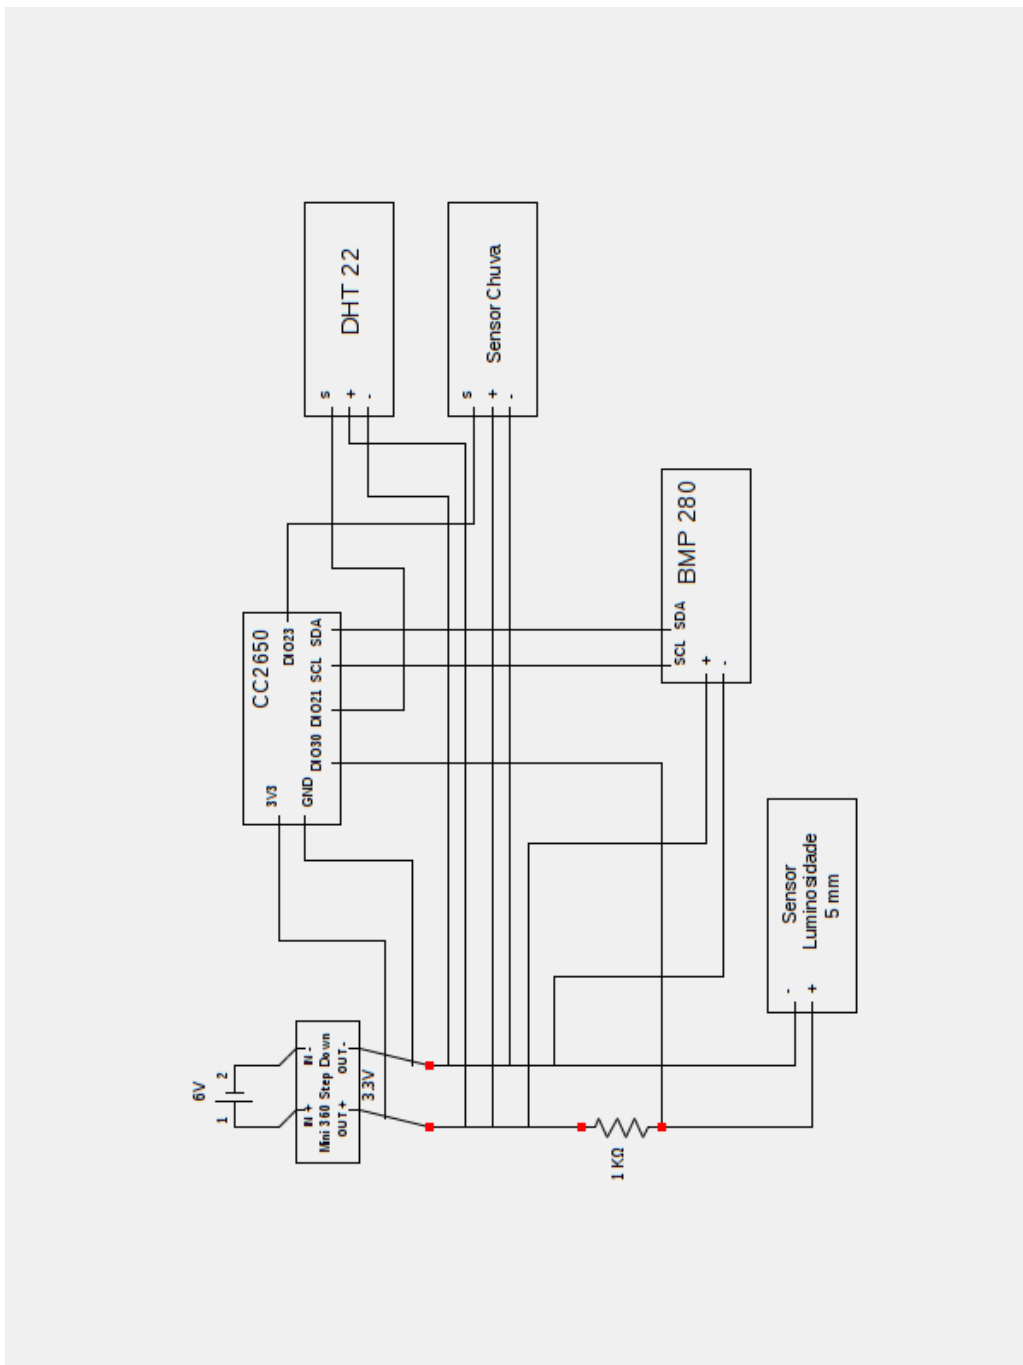 DHT 22
s
+
-
Sensor Chuva
s
+
-
BMP 280
SCL
SDA
+
-
CC2650
DIO23
SDA
SCL
DIO21
DIO30
GND
3V3
Sensor
Luminosidade
5 mm
-
+
6V
1
2
IN -
IN +
Mini 360 Step Down
OUT-
OUT+
3.3V
1 KΩ